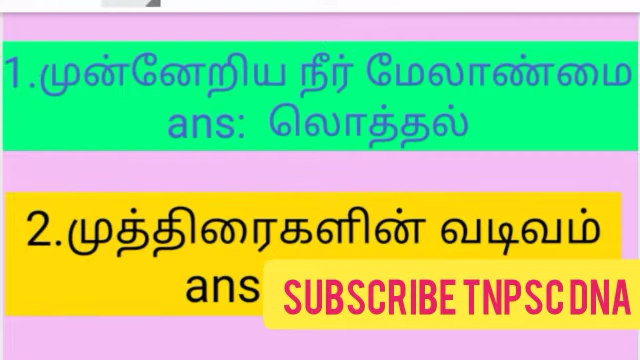 1.முன்னேறிய நீர் மேலாண்மை
ans: லொத்தல்
2.முத்திரைகளின் வடிவம்
ans
SUBSCRIBE TNPSC DNA